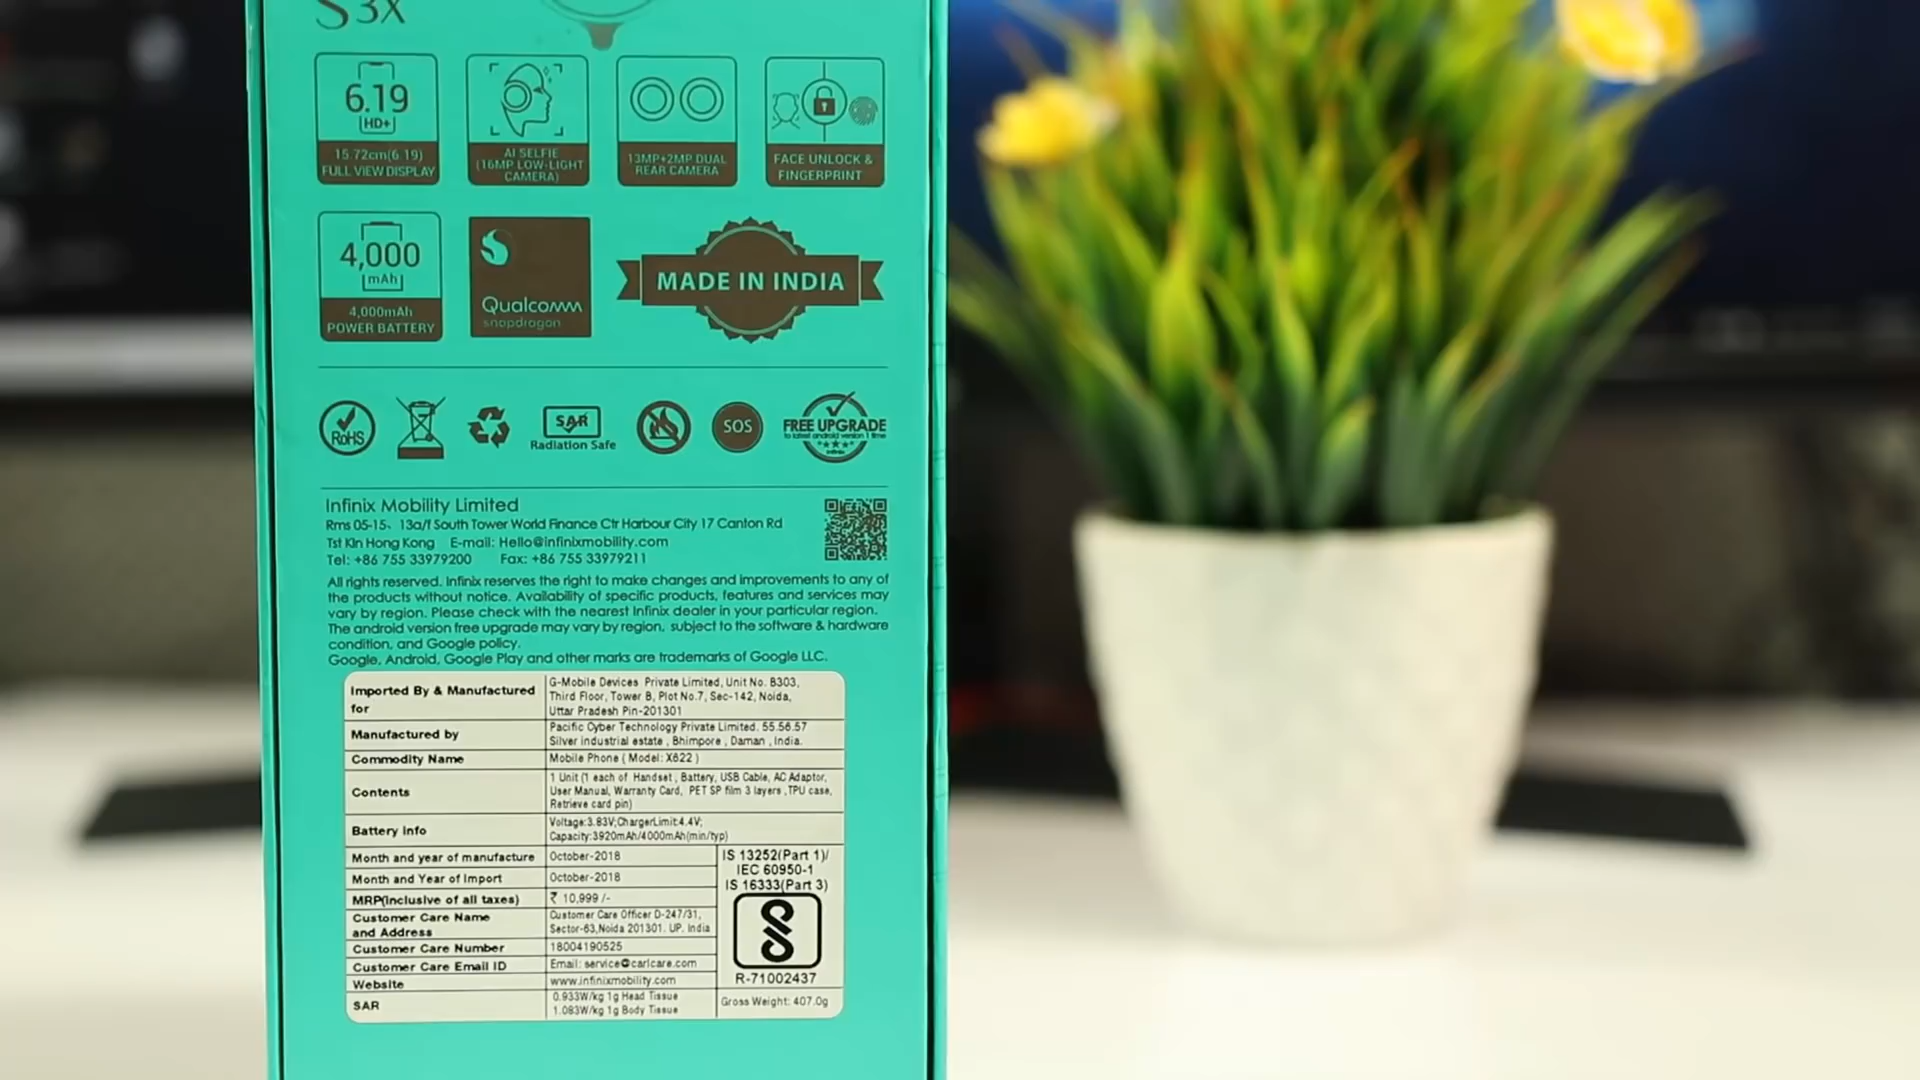 S 3X
6.19
HD+
15.72cm(6.19)
FULL VIEW DISPLAY
AI SELFIE
(16MP LOW-LIGHT
CAMERA)
13MP+2MP DUAL
REAR CAMERA
FACE UNLOCK &
FINGERPRINT
4,000
mAh
4,000mAh
POWER BATTERY
Qualcomm
snapdragon
MADE IN INDIA
RoHS
SAR
Radiation Safe
SOS
FREE UPGRADE
to latest android version 1 time
Infinix
Infinix Mobility Limited
Rms 05-15、13a/f South Tower World Finance Ctr Harbour City 17 Canton Rd
Tst Kln Hong Kong E-mail: Hello@infinixmobility.com
Tel: +86 755 33979200 Fax: +86 755 33979211
All rights reserved. Infinix reserves the right to make changes and improvements to any of
the products without notice. Availability of specific products, features and services may
vary by region. Please check with the nearest Infinix dealer in your particular region.
The android version free upgrade may vary by region, subject to the software & hardware
condition, and Google policy.
Google, Android, Google Play and other marks are trademarks of Google LLC.
Imported By & Manufactured
for
G-Mobile Devices Private Limited, Unit No. B303,
Third Floor, Tower B, Plot No.7, Sec-142, Noida,
Uttar Pradesh Pin-201301
Manufactured by
Pacific Cyber Technology Private Limited. 55.56.57
Silver industrial estate , Bhimpore , Daman , India.
Commodity Name
Mobile Phone ( Model: X622 )
Contents
1 Unit (1 each of Handset , Battery, USB Cable, AC Adaptor,
User Manual, Warranty Card, PET SP film 3 layers ,TPU case,
Retrieve card pin)
Battery Info
Voltage:3.83V;ChargerLimit:4.4V;
Capacity:3920mAh/4000mAh(min/typ)
Month and year of manufacture
October-2018
Month and Year of Import
October-2018
MRP(Inclusive of all taxes)
₹ 10,999 /-
Customer Care Name
and Address
Customer Care Officer D-247/31,
Sector-63,Noida 201301. UP. India
Customer Care Number
18004190525
Customer Care Email ID
Email: service@carlcare.com
Website
www.infinixmobility.com
SAR
0.933W/kg 1g Head Tissue
1.083W/kg 1g Body Tissue
IS 13252(Part 1)/
IEC 60950-1
IS 16333(Part 3)
R-71002437
Gross Weight: 407.0g